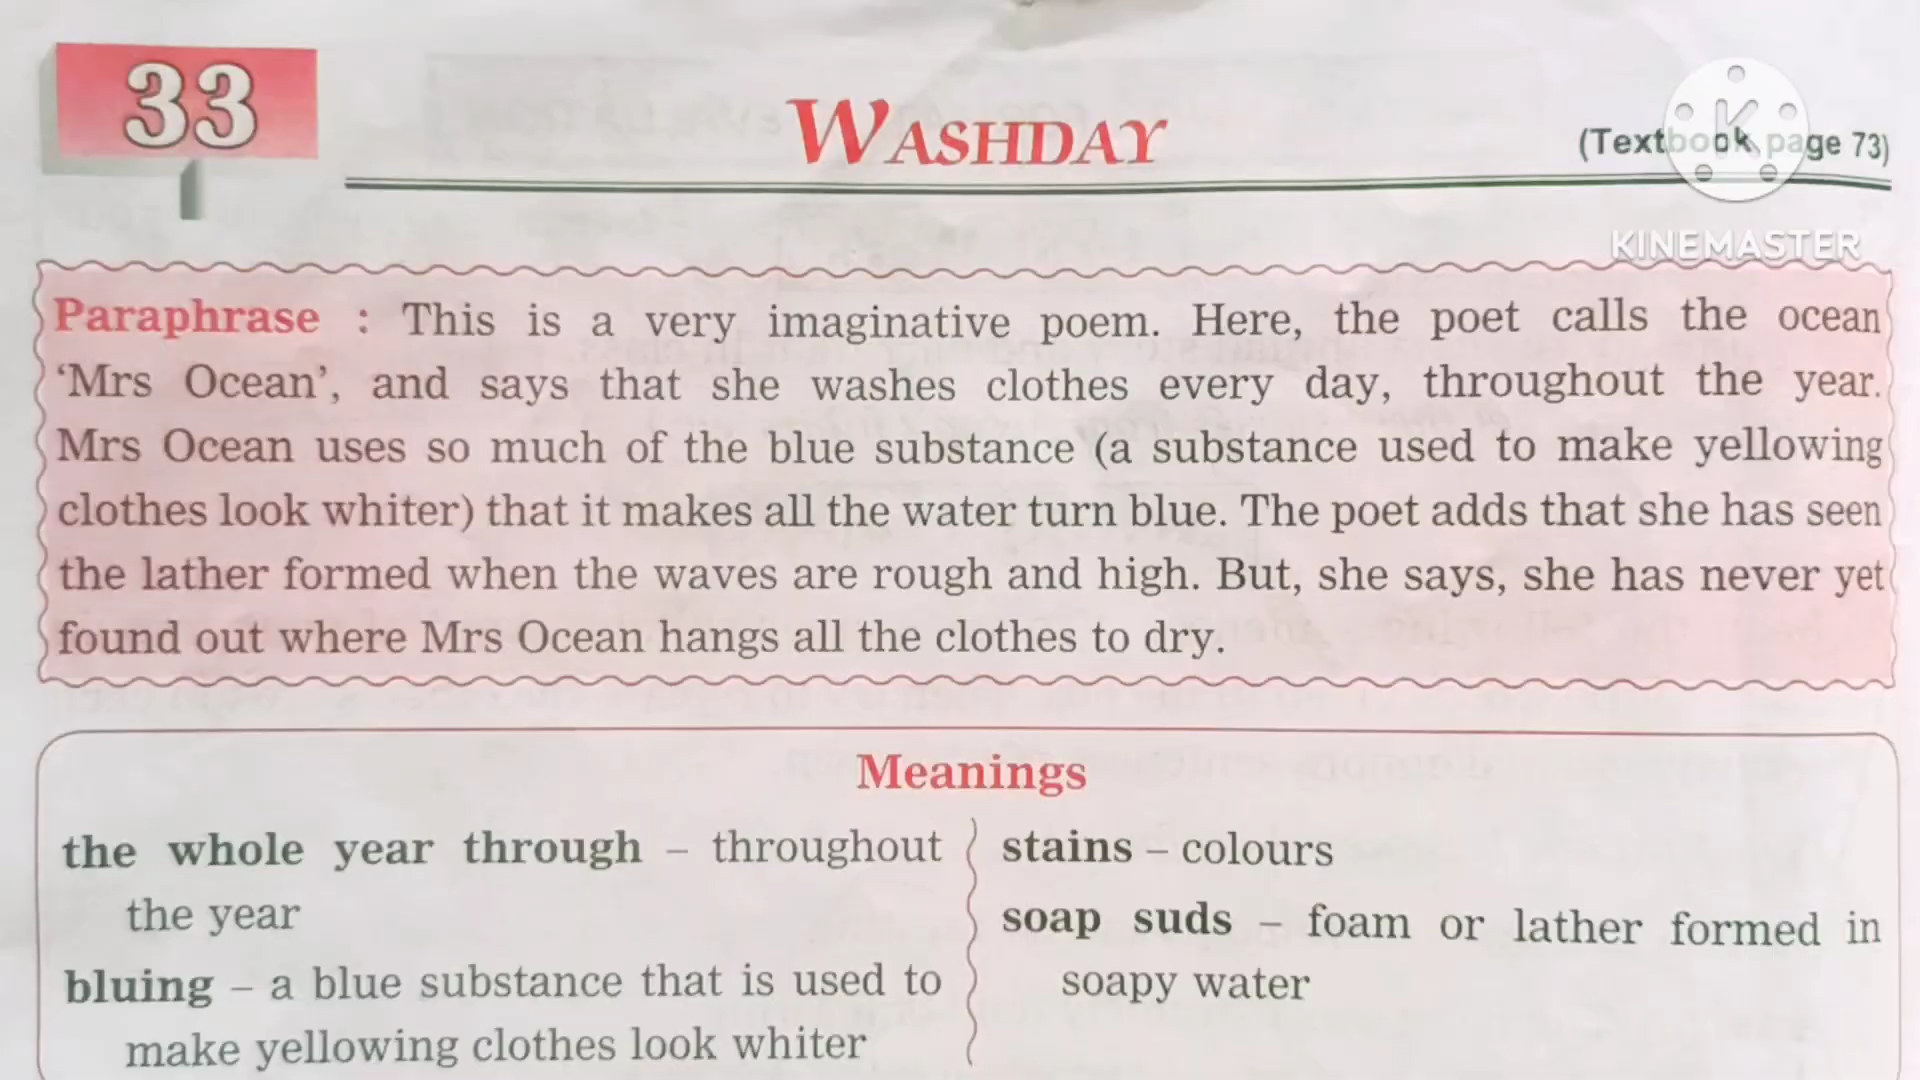 33
WASHDAY
(Textbook page 73)
KINEMASTER
Paraphrase : This is a very imaginative poem. Here, the poet calls the ocean
‘Mrs Ocean’, and says that she washes clothes every day, throughout the year.
Mrs Ocean uses so much of the blue substance (a substance used to make yellowing
clothes look whiter) that it makes all the water turn blue. The poet adds that she has seen
the lather formed when the waves are rough and high. But, she says, she has never yet
found out where Mrs Ocean hangs all the clothes to dry.
Meanings
the whole year through – throughout
the year
bluing – a blue substance that is used to
make yellowing clothes look whiter
stains – colours
soap suds – foam or lather formed in
soapy water